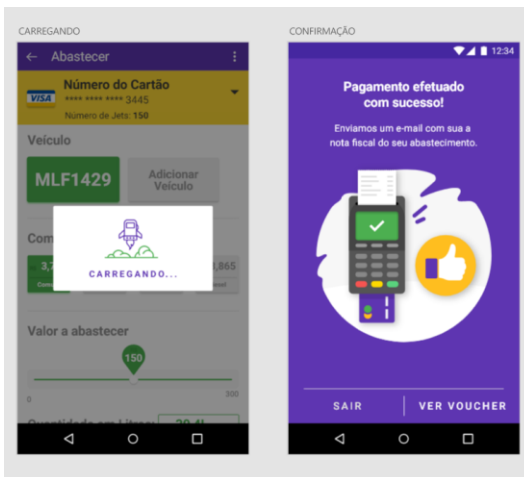 CARREGANDO
Abastecer
VISA
Número do Cartão
**** **** **** 3445
Número de Jets: 150
Veículo
MLF1429
Adicionar
Veículo
Com
3,7
,865
CARREGANDO...
Valor a abastecer
150
0
300
CONFIRMAÇÃO
12:34
Pagamento efetuado
com sucesso!
Enviamos um e-mail com sua a
nota fiscal do seu abastecimento.
SAIR
VER VOUCHER